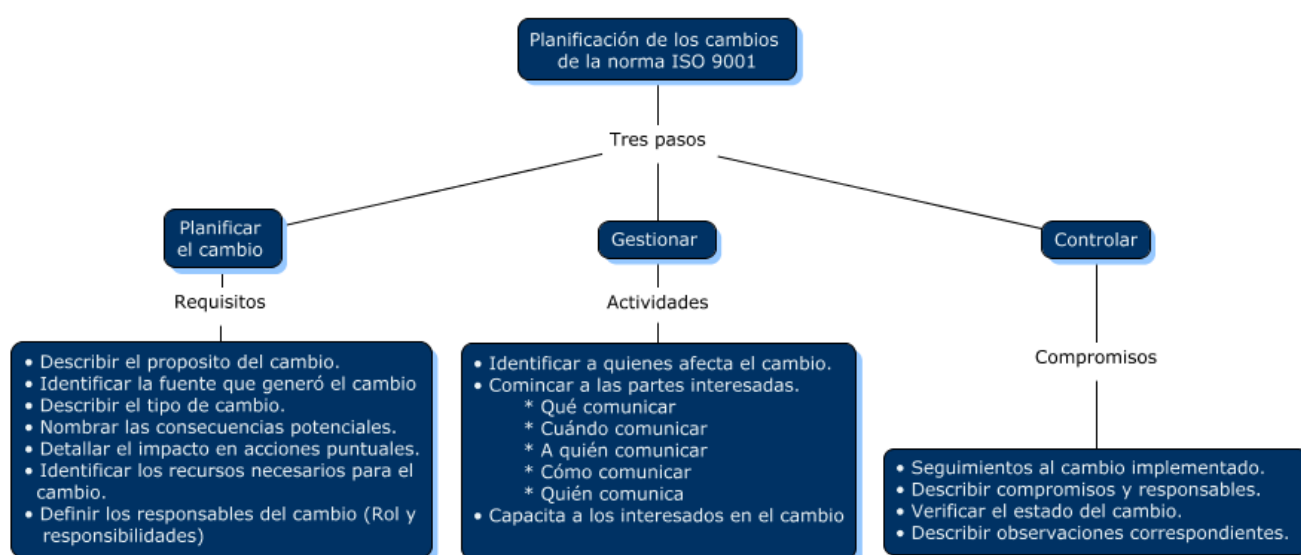 Planificación de los cambios
de la norma ISO 9001
Tres pasos
Planificar
el cambio
Gestionar
Controlar
Requisitos
Actividades
Compromisos
• Describir el proposito del cambio.
• Identificar la fuente que generó el cambio
• Describir el tipo de cambio.
• Nombrar las consecuencias potenciales.
• Detallar el impacto en acciones puntuales.
• Identificar los recursos necesarios para el
cambio.
• Definir los responsables del cambio (Rol y
responsabilidades)
• Identificar a quienes afecta el cambio.
• Comincar a las partes interesadas.
* Qué comunicar
* Cuándo comunicar
* A quién comunicar
* Cómo comunicar
* Quién comunica
• Capacita a los interesados en el cambio
• Seguimientos al cambio implementado.
• Describir compromisos y responsables.
• Verificar el estado del cambio.
• Describir observaciones correspondientes.